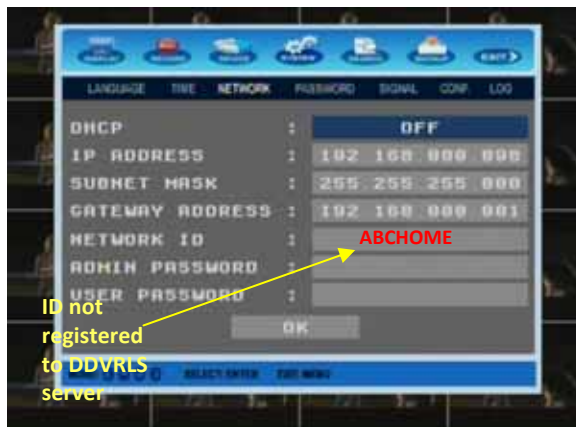 EXIT
LANGUAGE TIME NETWORK PASSWORD SIGNAL CONF LOG
DHCP : OFF
IP ADDRESS : 192 168 000
SUBNET MASK : 255 255 255 000
GATEWAY ADDRESS : 192 168 000 001
NETWORK ID : ABCHOME
ADMIN PASSWORD :
USER PASSWORD :
OK
ID not
registered
to DDVRLS
server
SELECT ENTER EXIT MENU